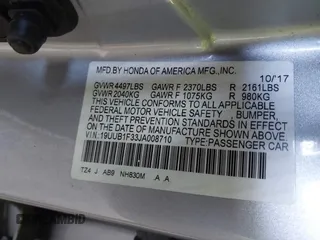 MFD.BY HONDA OF AMERICA MFG.,INC.
10/'17
GVWR 4497LBS GAWR F 2370LBS R 2161LBS
GVWR 2040KG GAWR F 1075KG R 980KG
THIS VEHICLE CONFORMS TO ALL APPLICABLE
FEDERAL MOTOR VEHICLE SAFETY , BUMPER,
AND THEFT PREVENTION STANDARDS IN EFFECT
ON THE DATE OF MANUFACTURE SHOWN ABOVE.
V.I.N: 19UUB1F33JA008710 TYPE:PASSENGER CAR
TZ4 J AB9 NH830M A .A